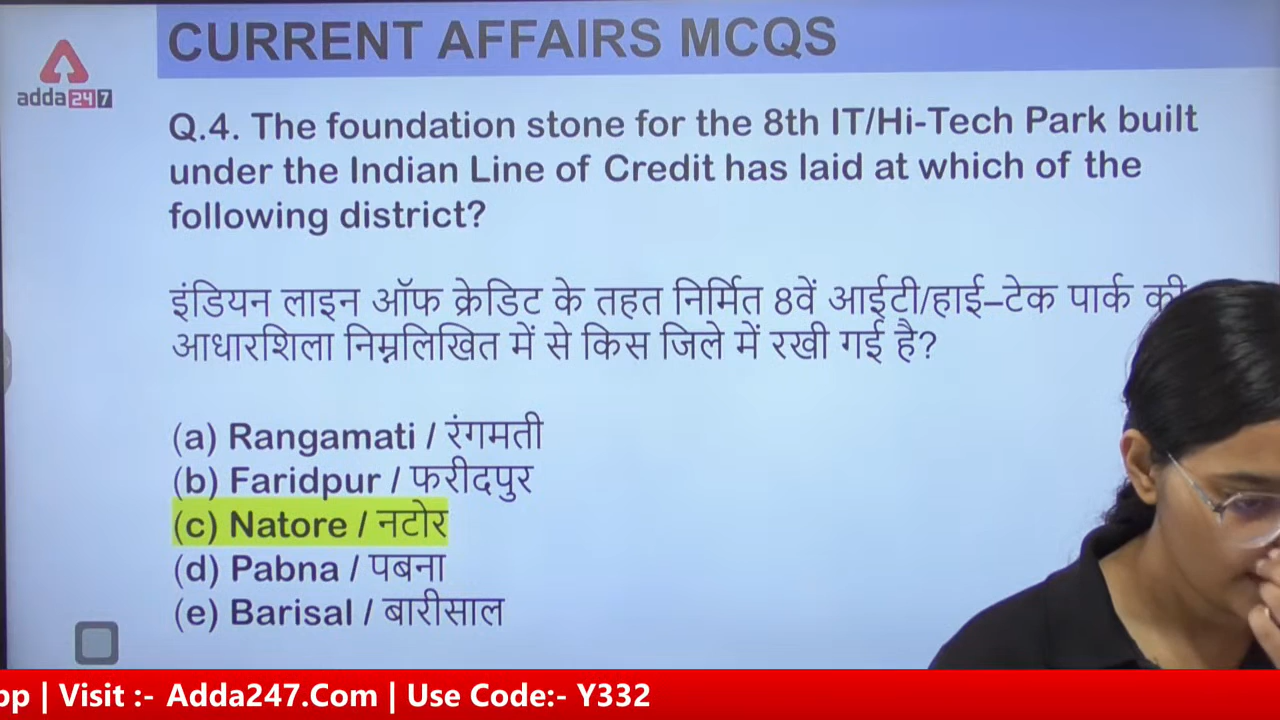 CURRENT AFFAIRS MCQS
adda247
Q.4. The foundation stone for the 8th IT/Hi-Tech Park built
under the Indian Line of Credit has laid at which of the
following district?
इंडियन लाइन ऑफ क्रेडिट के तहत निर्मित 8वें आईटी/हाई–टेक पार्क की
आधारशिला निम्नलिखित में से किस जिले में रखी गई है?
(a) Rangamati / रंगमती
(b) Faridpur / फरीदपुर
(c) Natore / नटोर
(d) Pabna / पबना
(e) Barisal / बारीसाल
pp | Visit :- Adda247.Com | Use Code:- Y332